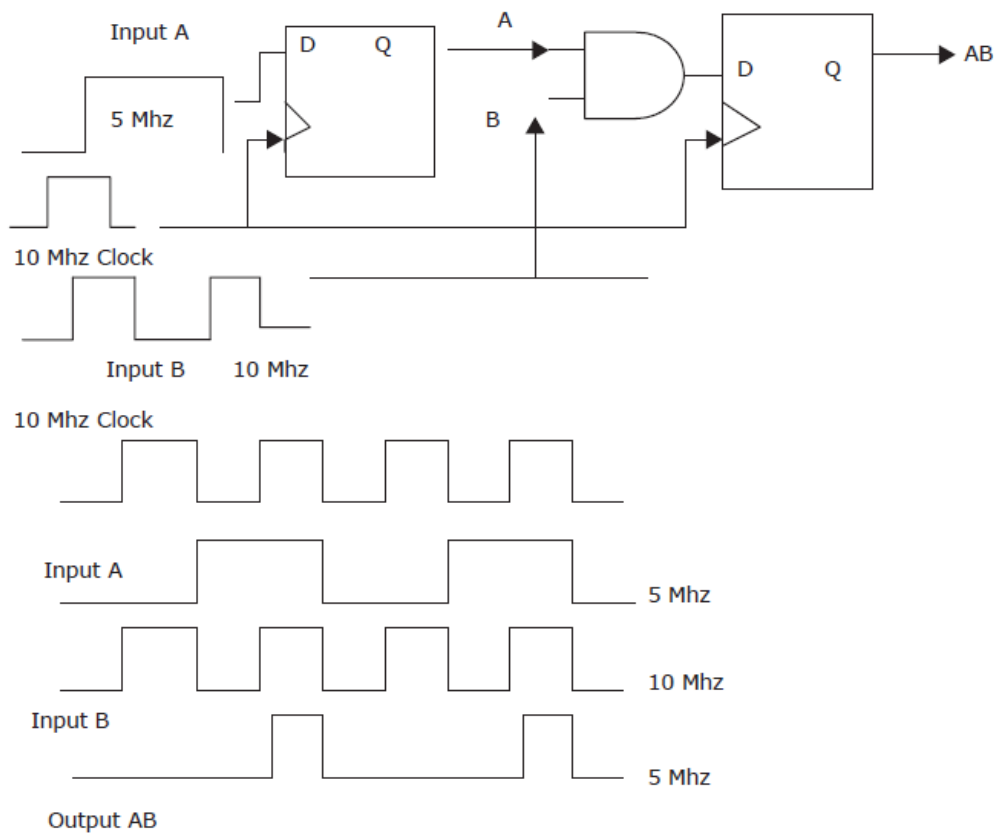 Input A
A
D Q
AB
D Q
5 Mhz
B
10 Mhz Clock
Input B 10 Mhz
10 Mhz Clock
Input A
5 Mhz
10 Mhz
Input B
5 Mhz
Output AB